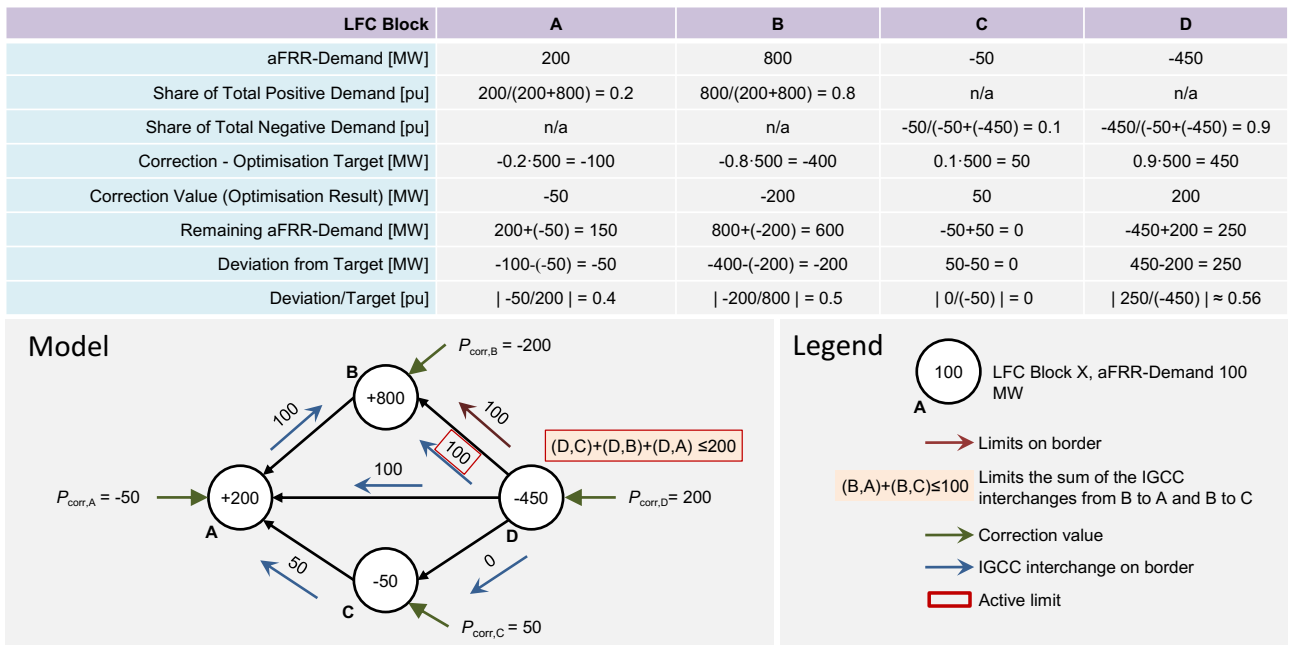 LFC Block A B C D
aFRR-Demand [MW] 200 800 -50 -450
Share of Total Positive Demand [pu] 200/(200+800) = 0.2 800/(200+800) = 0.8 n/a n/a
Share of Total Negative Demand [pu] n/a n/a -50/(-50+(-450) = 0.1 -450/(-50+(-450) = 0.9
Correction - Optimisation Target [MW] -0.2·500 = -100 -0.8·500 = -400 0.1·500 = 50 0.9·500 = 450
Correction Value (Optimisation Result) [MW] -50 -200 50 200
Remaining aFRR-Demand [MW] 200+(-50) = 150 800+(-200) = 600 -50+50 = 0 -450+200 = 250
Deviation from Target [MW] -100-(-50) = -50 -400-(-200) = -200 50-50 = 0 450-200 = 250
Deviation/Target [pu] | -50/200 | = 0.4 | -200/800 | = 0.5 | 0/(-50) | = 0 | 250/(-450) | ≈ 0.56
Model
Pcorr,B = -200
B
+800
100
100
100
(D,C)+(D,B)+(D,A) ≤200
100
Pcorr,A = -50
+200
A
-450
D
Pcorr,D= 200
50
0
-50
C
Pcorr,C = 50
Legend
100
A
LFC Block X, aFRR-Demand 100
MW
Limits on border
(B,A)+(B,C)≤100
Limits the sum of the IGCC
interchanges from B to A and B to C
Correction value
IGCC interchange on border
Active limit